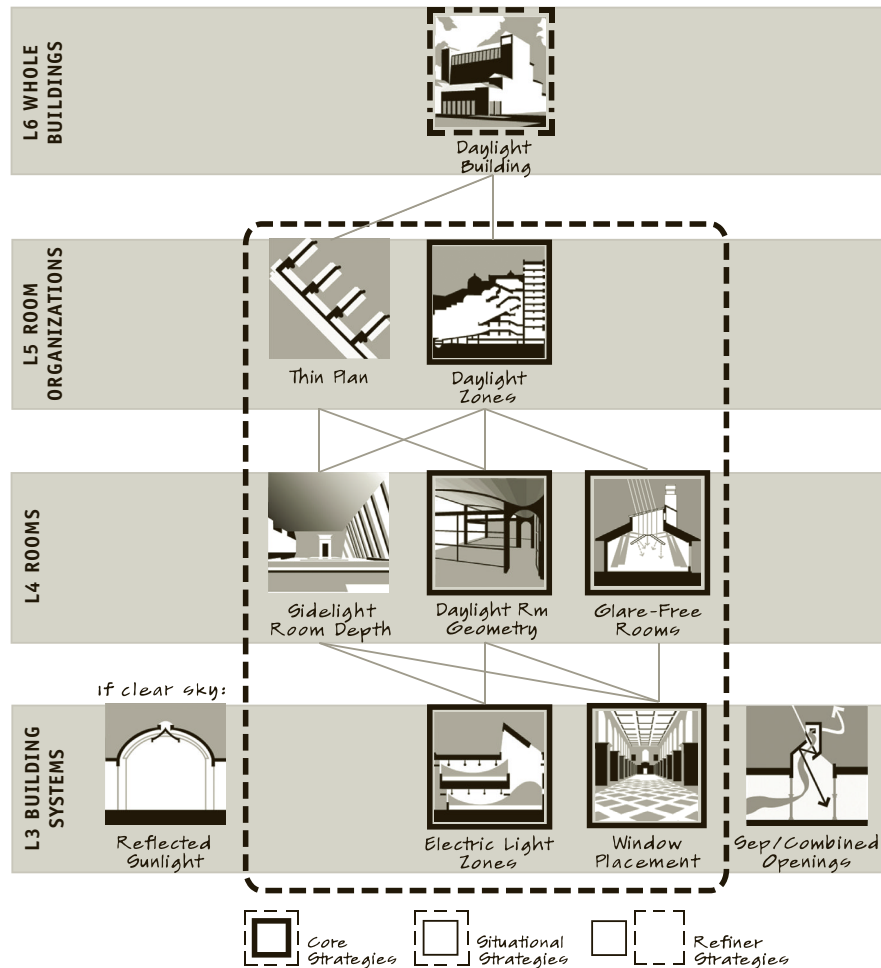 L6 WHOLE
BUILDINGS
Daylight
Building
L5 ROOM
ORGANIZATIONS
Thin Plan
Daylight
Zones
L4 ROOMS
Sidelight
Room Depth
Daylight Rm
Geometry
Glare-Free
Rooms
If clear sky:
L3 BUILDING
SYSTEMS
Reflected
Sunlight
Electric Light
Zones
Window
Placement
Sep/Combined
Openings
Core
Strategies
Situational
Strategies
Refiner
Strategies